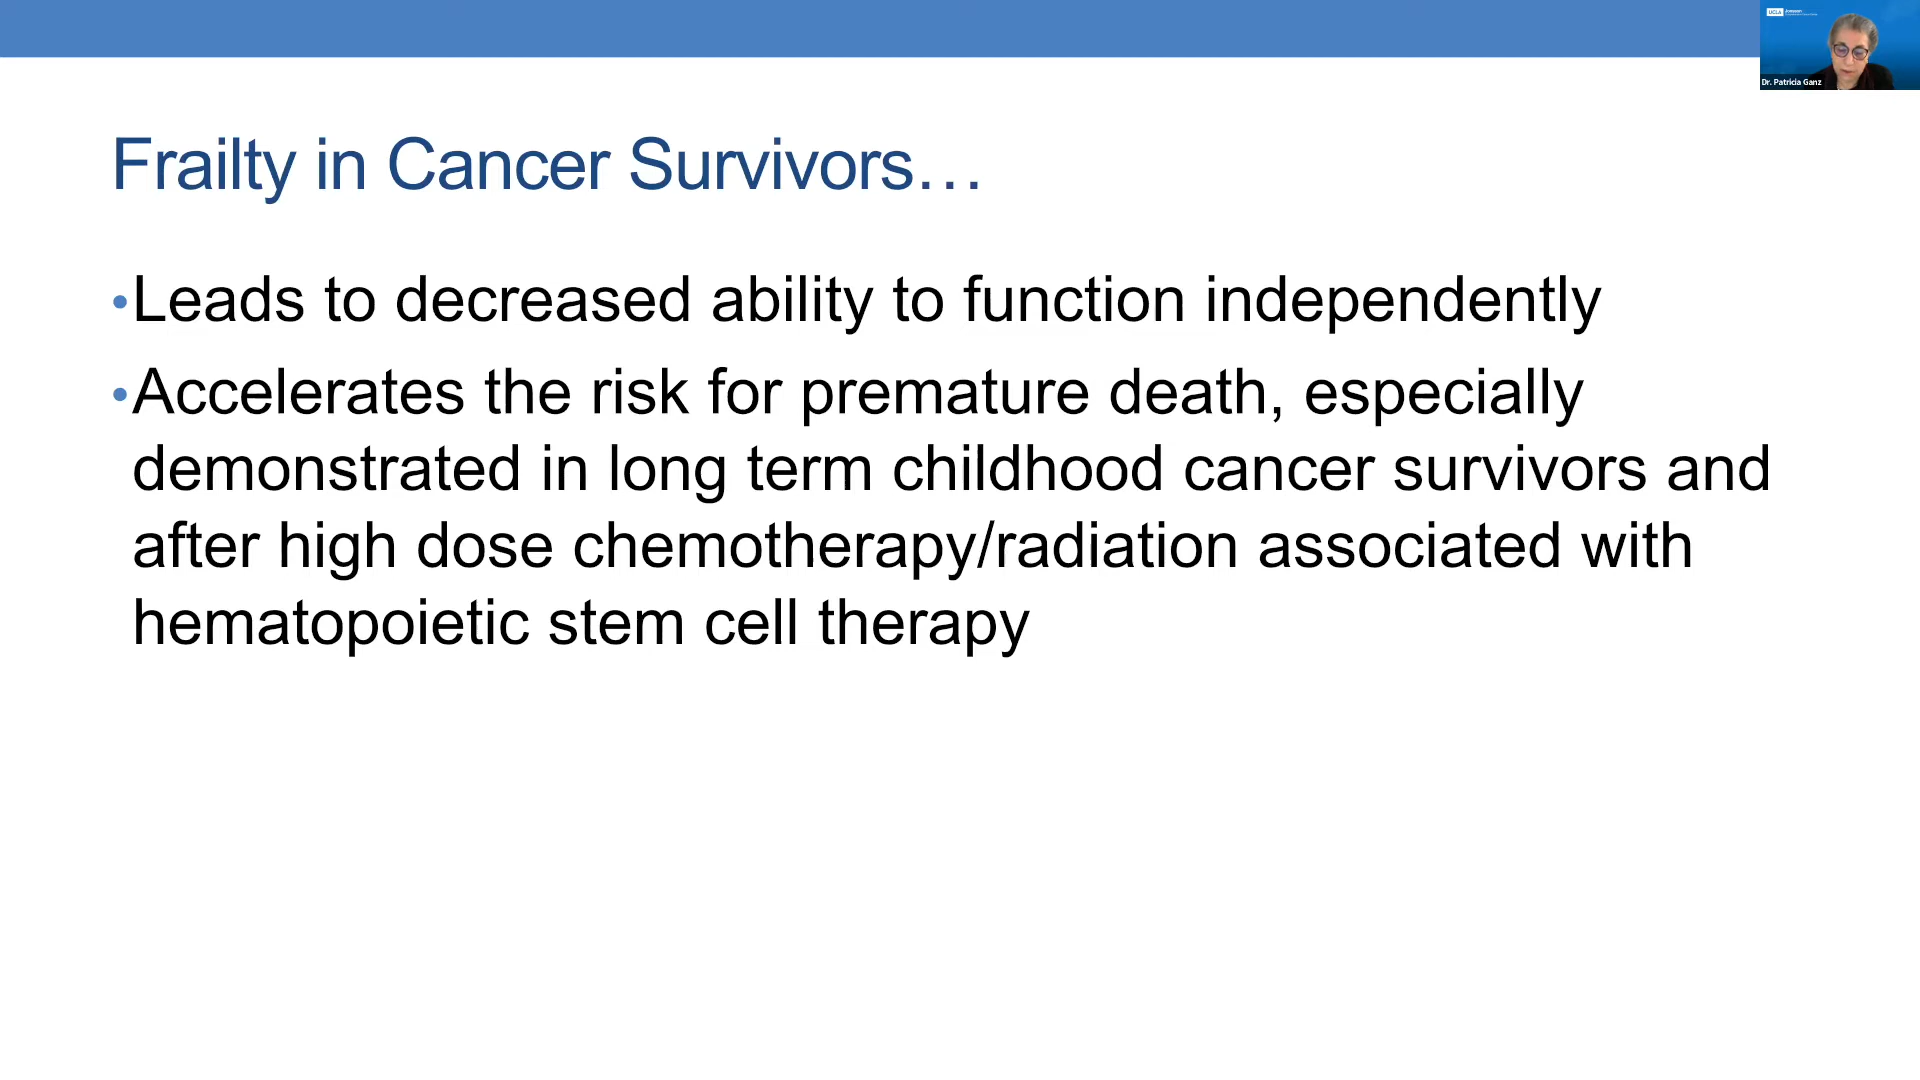 UCLA Jonsson
Dr. Patricia Ganz
Frailty in Cancer Survivors…
•Leads to decreased ability to function independently
•Accelerates the risk for premature death, especially
demonstrated in long term childhood cancer survivors and
after high dose chemotherapy/radiation associated with
hematopoietic stem cell therapy